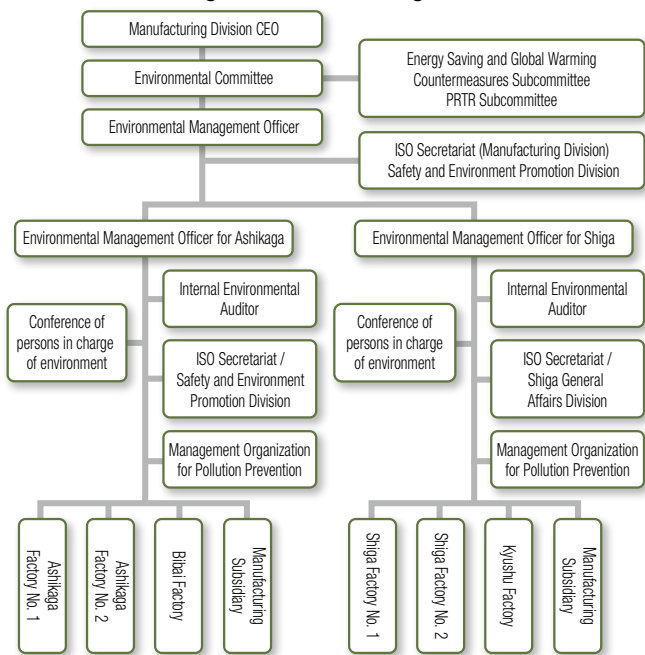 Manufacturing Division CEO
Environmental Committee
Energy Saving and Global Warming
Countermeasures Subcommittee
PRTR Subcommittee
Environmental Management Officer
ISO Secretariat (Manufacturing Division)
Safety and Environment Promotion Division
Environmental Management Officer for Ashikaga
Internal Environmental
Auditor
Conference of
persons in charge
of environment
ISO Secretariat /
Safety and Environment
Promotion Division
Management Organization
for Pollution Prevention
Ashikaga
Factory No. 1
Ashikaga
Factory No. 2
Bibai Factory
Manufacturing
Subsidiary
Environmental Management Officer for Shiga
Internal Environmental
Auditor
Conference of
persons in charge
of environment
ISO Secretariat /
Shiga General
Affairs Division
Management Organization
for Pollution Prevention
Shiga Factory No. 1
Shiga Factory No. 2
Kyushu Factory
Manufacturing
Subsidiary